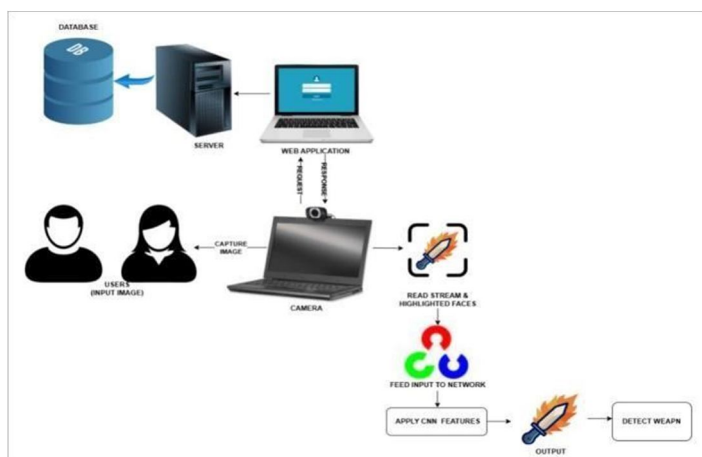 DATABASE
DB
SERVER
WEB APPLICATION
REQUEST
RESPONSE
CAPTURE
IMAGE
USERS
(INPUT IMAGE)
CAMERA
READ STREAM &
HIGHLIGHTED FACES
FEED INPUT TO NETWORK
APPLY CNN FEATURES
OUTPUT
DETECT WEAPN